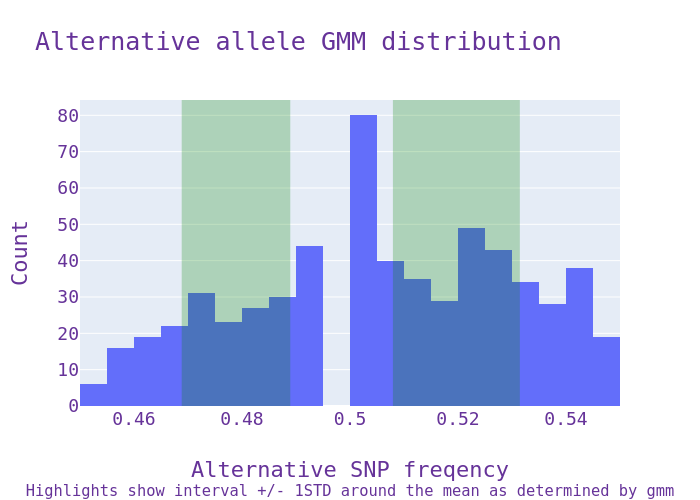 Alternative allele GMM distribution
80
70
60
50
40
30
20
10
0
Count
0.46 0.48 0.5 0.52 0.54
Alternative SNP freqency
Highlights show interval +/- 1STD around the mean as determined by gmm